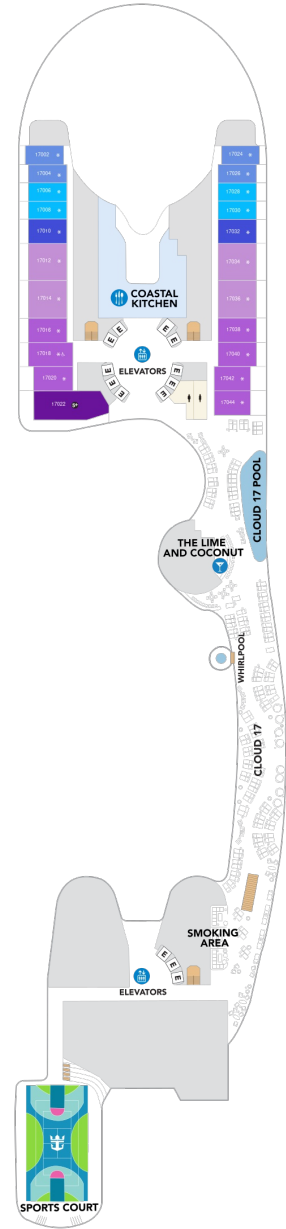 17002
17024
17004
17026
17006
17028
17008
17030
17010
17032
17012
17034
17014
17036
COASTAL
KITCHEN
17016
17038
E E E E
17018
17040
ELEVATORS
17020
17042
E E E E E E
17022
17044
CLOUD 17 POOL
THE LIME
AND COCONUT
WHIRLPOOL
CLOUD 17
SMOKING
AREA
E E E
ELEVATORS
SPORTS COURT